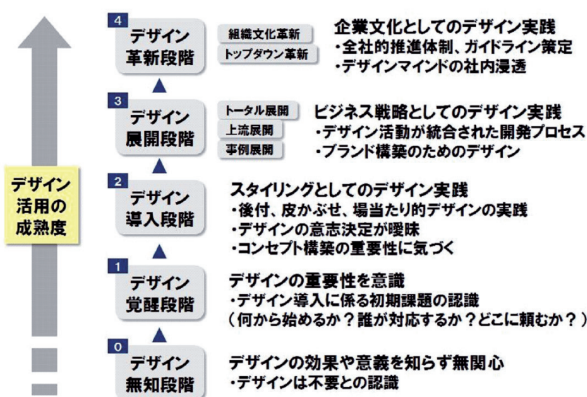 4
デザイン
革新段階
組織文化革新
トップダウン革新
企業文化としてのデザイン実践
・全社的推進体制、ガイドライン策定
・デザインマインドの社内浸透
3
デザイン
展開段階
トータル展開
上流展開
事例展開
ビジネス戦略としてのデザイン実践
・デザイン活動が統合された開発プロセス
・ブランド構築のためのデザイン
デザイン
活用の
成熟度
2
デザイン
導入段階
スタイリングとしてのデザイン実践
・後付、皮かぶせ、場当たり的デザインの実践
・デザインの意志決定が曖昧
・コンセプト構築の重要性に気づく
1
デザイン
覚醒段階
デザインの重要性を意識
・デザイン導入に係る初期課題の認識
（何から始めるか？誰が対応するか？どこに頼むか？）
0
デザイン
無知段階
デザインの効果や意義を知らず無関心
・デザインは不要との認識